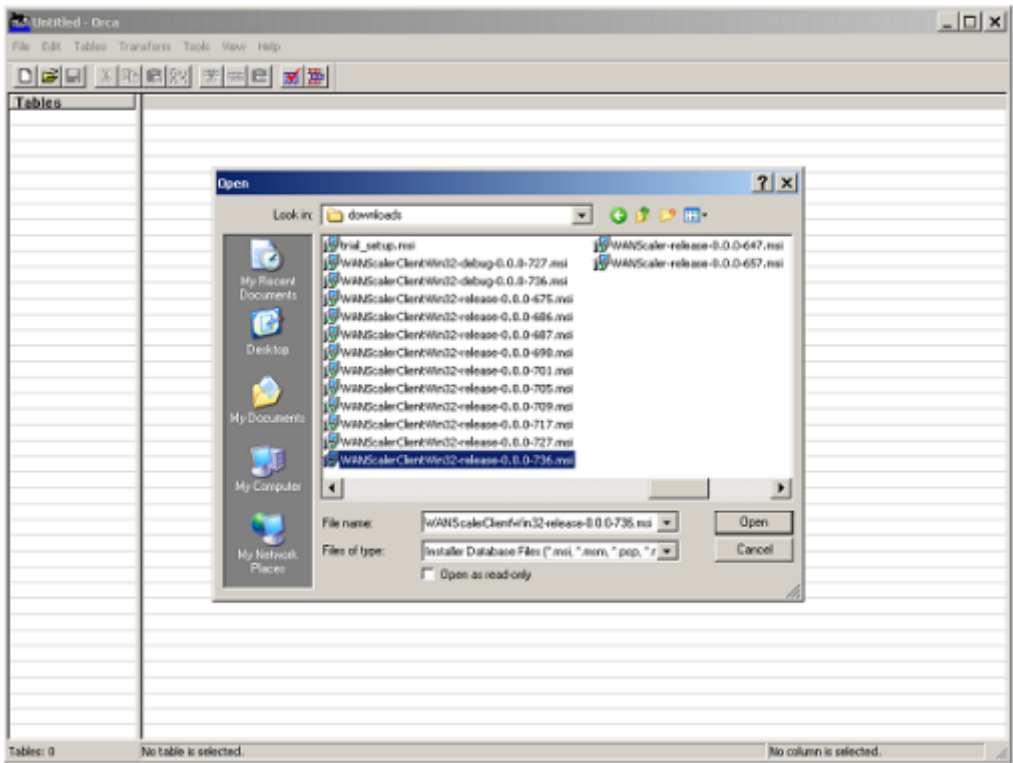 Untitled - Orca
File Edit Tables Transform Tools View Help
Tables
Open
Look in: downloads
trial_setup.msi
WANScalerClientWin32-debug-0.0.0-727.msi
WANScalerClientWin32-debug-0.0.0-736.msi
WANScalerClientWin32-release-0.0.0-675.msi
WANScalerClientWin32-release-0.0.0-686.msi
WANScalerClientWin32-release-0.0.0-687.msi
WANScalerClientWin32-release-0.0.0-698.msi
WANScalerClientWin32-release-0.0.0-701.msi
WANScalerClientWin32-release-0.0.0-705.msi
WANScalerClientWin32-release-0.0.0-709.msi
WANScalerClientWin32-release-0.0.0-717.msi
WANScalerClientWin32-release-0.0.0-727.msi
WANScalerClientWin32-release-0.0.0-736.msi
WANScaler-release-0.0.0-647.msi
WANScaler-release-0.0.0-657.msi
My Recent
Documents
Desktop
My Documents
My Computer
My Network
Places
File name: WANScalerClientWin32-release-0.0.0-736.msi Open
Files of type: Installer Database Files (*.msi, *.msm, *.pcp, *.r Cancel
Open as read-only
Tables: 0 No table is selected. No column is selected.